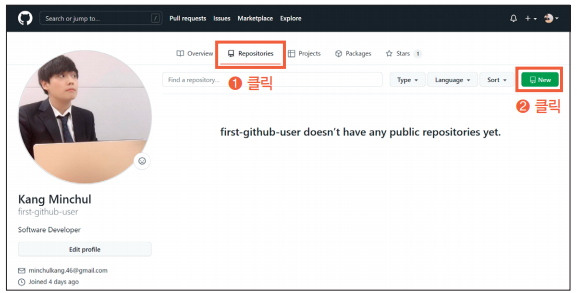 Search or jump to... /
Pull requests Issues Marketplace Explore
Overview Repositories Projects Packages Stars 1
Find a repository... Type Language Sort New
❶ 클릭
❷ 클릭
first-github-user doesn't have any public repositories yet.
Kang Minchul
first-github-user
Software Developer
Edit profile
minchulkang.46@gmail.com
Joined 4 days ago